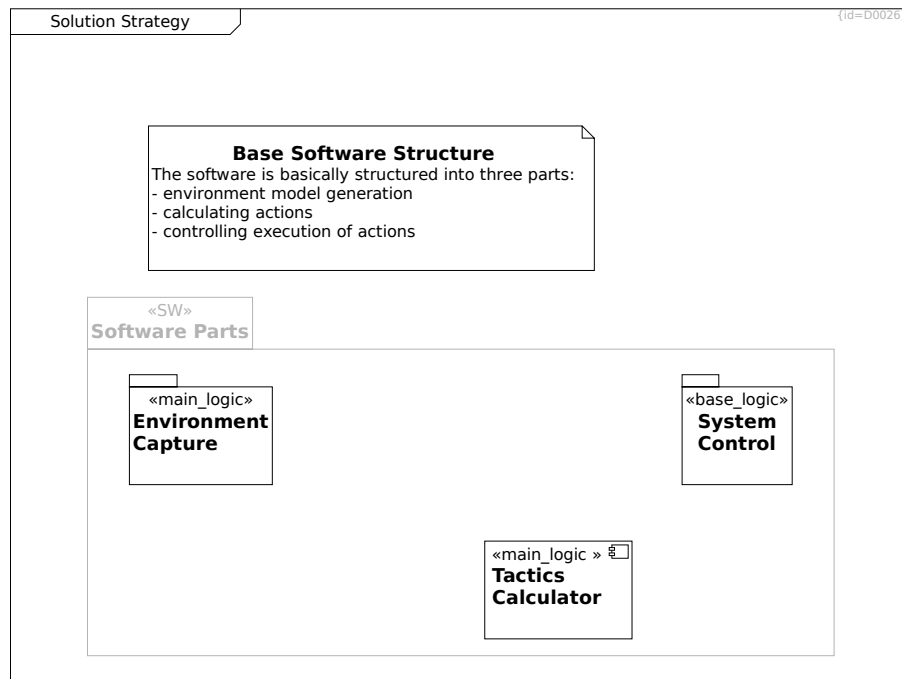 Solution Strategy
{id=D0026
Base Software Structure
The software is basically structured into three parts:
- environment model generation
- calculating actions
- controlling execution of actions
«SW»
Software Parts
«main_logic»
Environment
Capture
«base_logic»
System
Control
«main_logic »
Tactics
Calculator